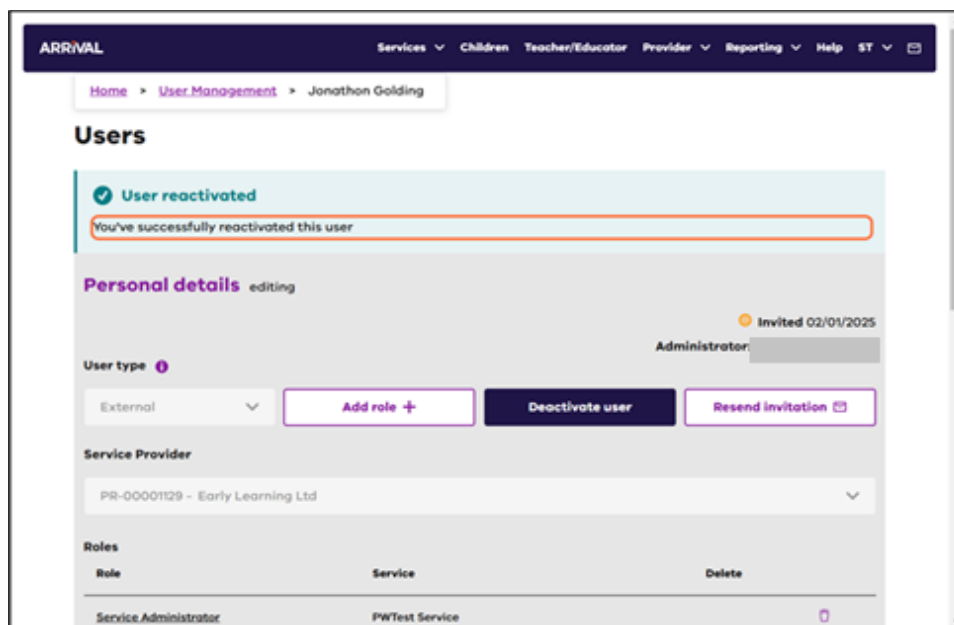 ARRIVAL Services Children Teacher/Educator Provider Reporting Help ST
Home > User Management > Jonathon Golding
Users
User reactivated
You've successfully reactivated this user
Personal details editing
Invited 02/01/2025
Administrator:
User type
External Add role + Deactivate user Resend invitation
Service Provider
PR-00001129 - Early Learning Ltd
Roles
Role Service Delete
Service Administrator PWTest Service